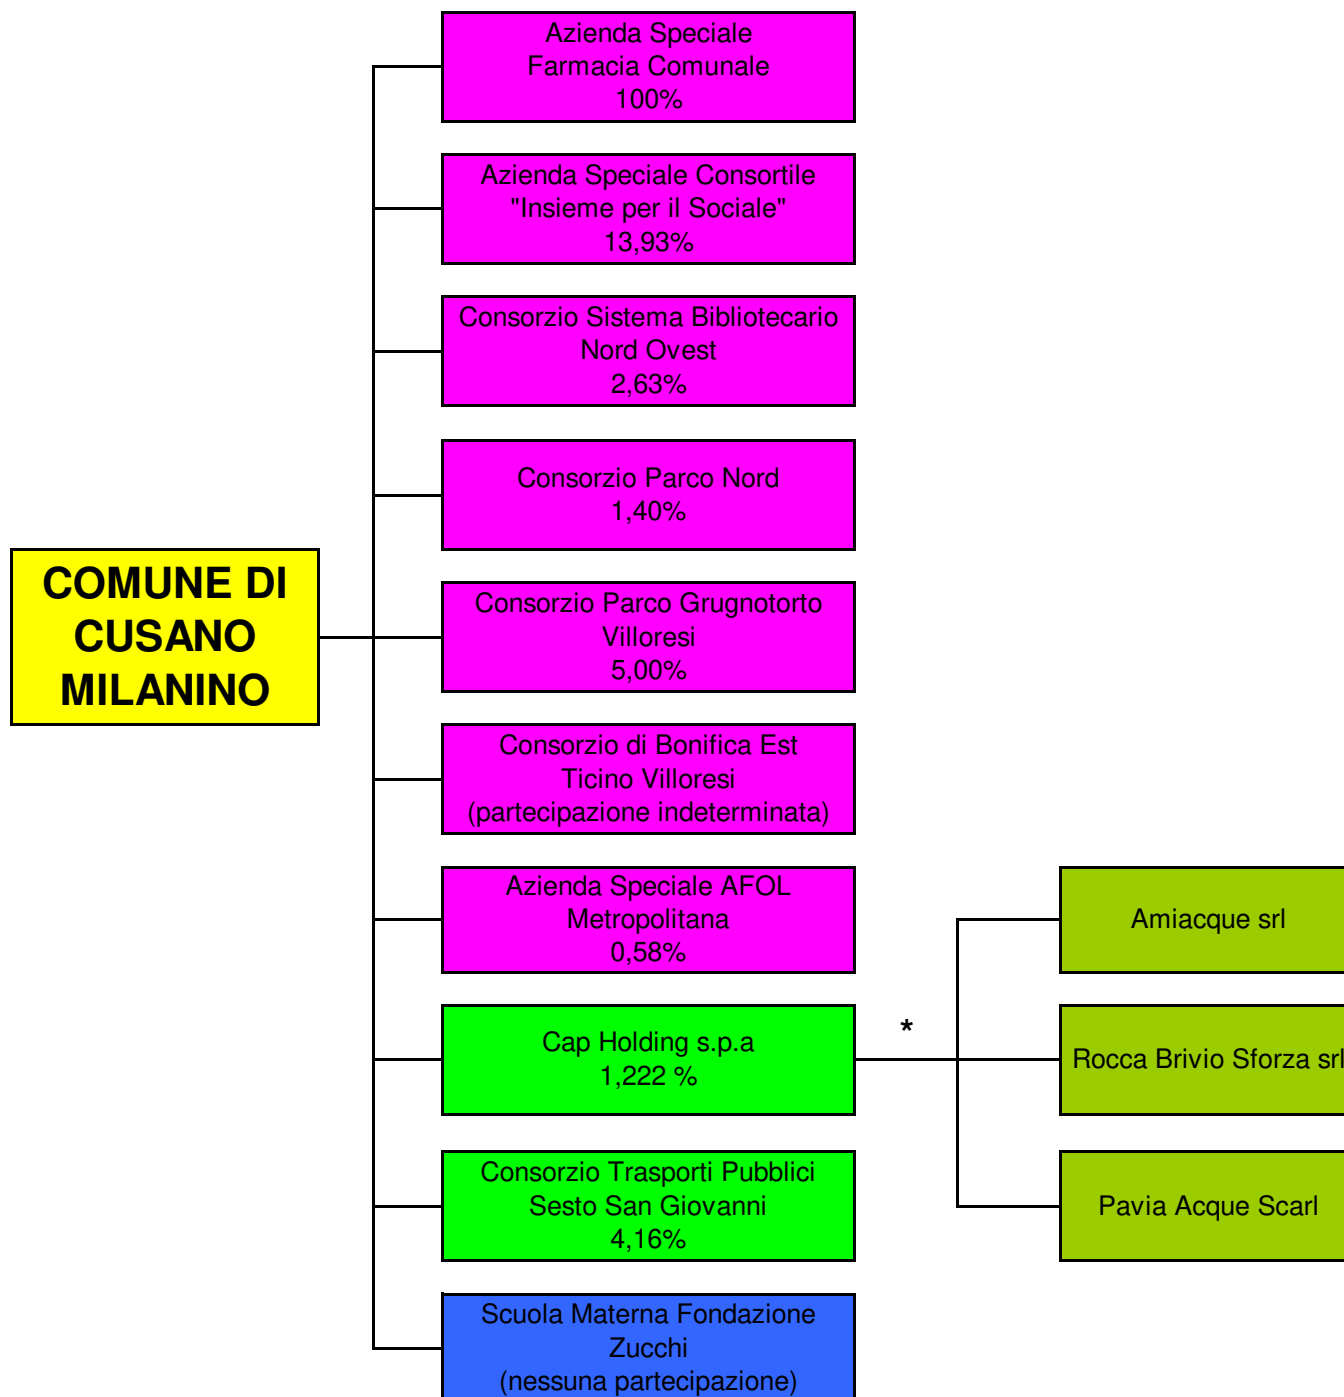 Azienda Speciale
Farmacia Comunale
100%
Azienda Speciale Consortile
"Insieme per il Sociale"
13,93%
Consorzio Sistema Bibliotecario
Nord Ovest
2,63%
Consorzio Parco Nord
1,40%
COMUNE DI
CUSANO
MILANINO
Consorzio Parco Grugnotorto
Villoresi
5,00%
Consorzio di Bonifica Est
Ticino Villoresi
(partecipazione indeterminata)
Azienda Speciale AFOL
Metropolitana
0,58%
Cap Holding s.p.a
1,222 %
*
Amiacque srl
Rocca Brivio Sforza srl
Pavia Acque Scarl
Consorzio Trasporti Pubblici
Sesto San Giovanni
4,16%
Scuola Materna Fondazione
Zucchi
(nessuna partecipazione)